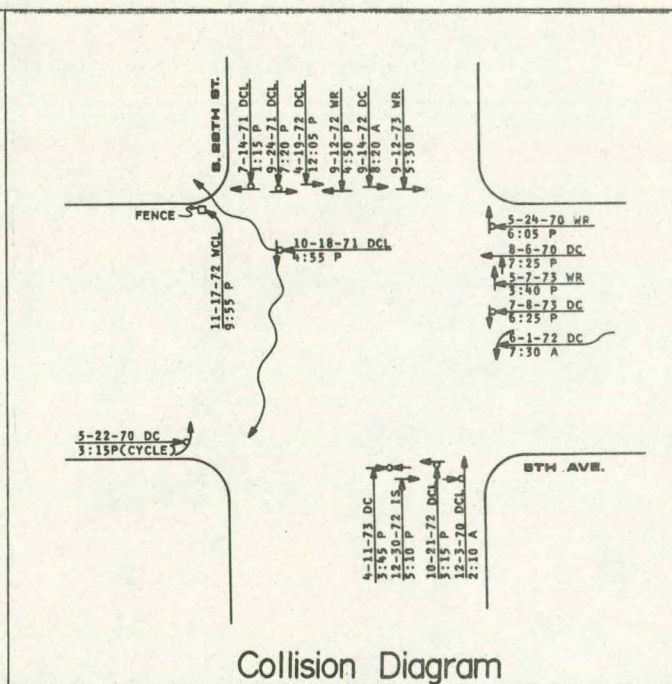 S. 28TH ST.
7-14-71 DCL
1:15 P
9-24-71 DCL
7:20 P
4-19-72 DCL
12:05 P
9-12-72 WR
4:50 P
9-14-72 DC
8:20 A
9-12-73 WR
5:30 P
FENCE
11-17-72 WCL
9:55 P
10-18-71 DCL
4:55 P
5-24-70 WR
6:05 P
8-6-70 DC
7:25 P
5-7-73 WR
3:40 P
7-8-73 DC
6:25 P
6-1-72 DC
7:30 A
5-22-70 DC
3:15P(CYCLE)
5TH AVE.
4-11-73 DC
3:45 P
12-30-72 IS
5:10 P
10-21-72 DCL
3:15 P
12-3-70 DCL
2:10 A
Collision Diagram